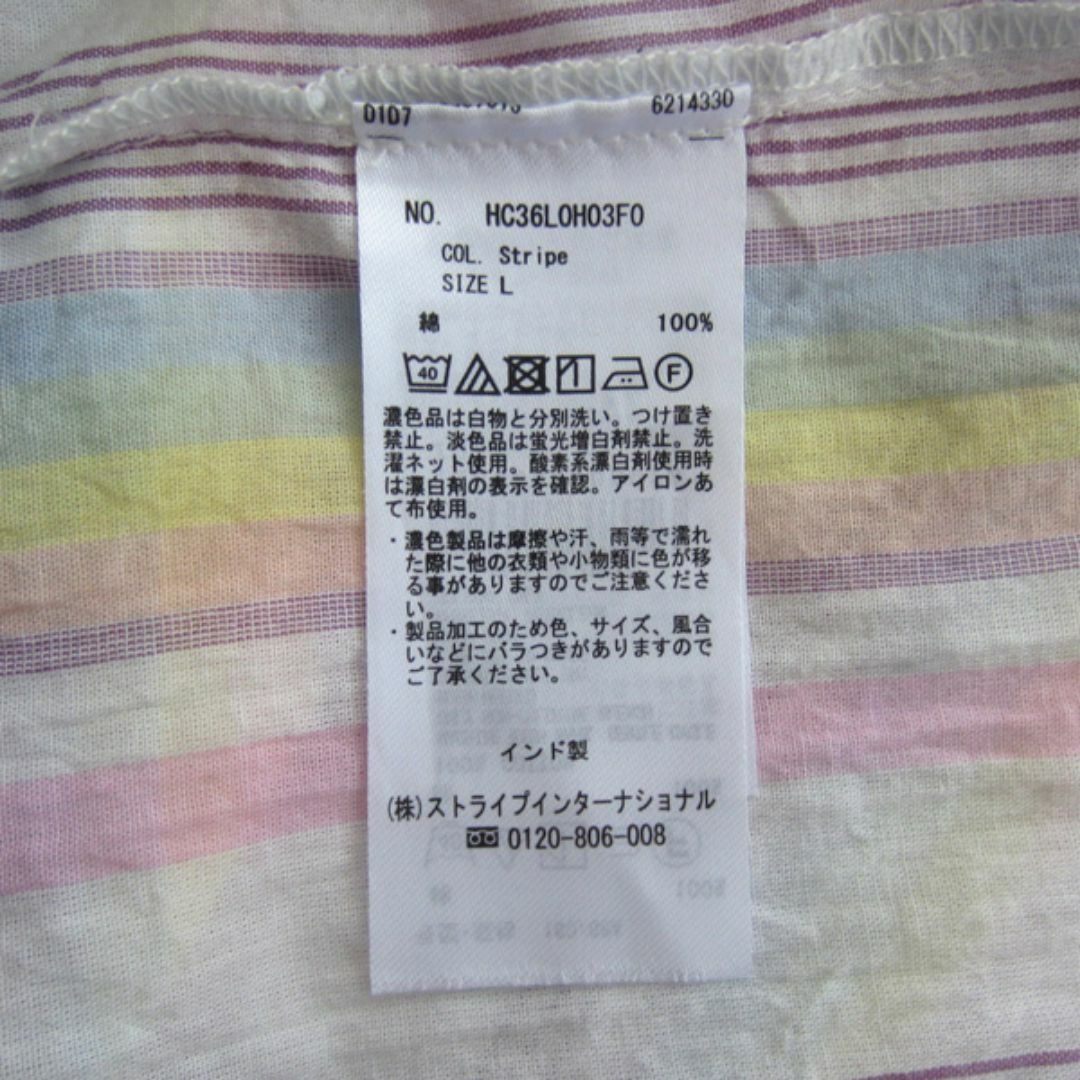 D1D7 6214330
NO. HC36L0H03F0
COL. Stripe
SIZE L
綿 100%
40 F
濃色品は白物と分別洗い。つけ置き
禁止。淡色品は蛍光増白剤禁止。洗
濯ネット使用。酸素系漂白剤使用時
は漂白剤の表示を確認。アイロンあ
て布使用。
・濃色製品は摩擦や汗、雨等で濡れ
た際に他の衣類や小物類に色が移
る事がありますのでご注意くださ
い。
・製品加工のため色、サイズ、風合
いなどにバラつきがありますので
ご了承ください。
インド製
(株)ストライプインターナショナル
0120-806-008